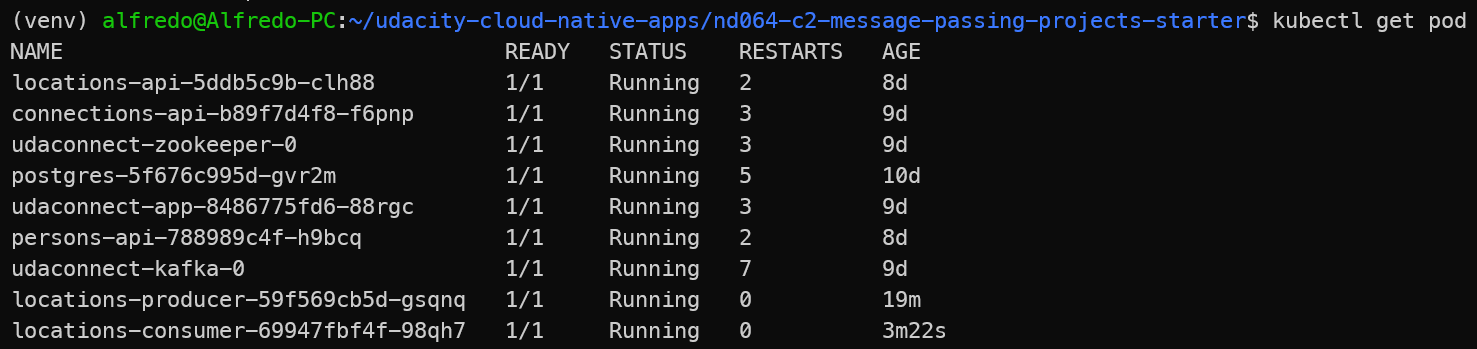 (venv) alfredo@Alfredo-PC:~/udacity-cloud-native-apps/nd064-c2-message-passing-projects-starter$ kubectl get pod
NAME READY STATUS RESTARTS AGE
locations-api-5ddb5c9b-clh88 1/1 Running 2 8d
connections-api-b89f7d4f8-f6pnp 1/1 Running 3 9d
udaconnect-zookeeper-0 1/1 Running 3 9d
postgres-5f676c995d-gvr2m 1/1 Running 5 10d
udaconnect-app-8486775fd6-88rgc 1/1 Running 3 9d
persons-api-788989c4f-h9bcq 1/1 Running 2 8d
udaconnect-kafka-0 1/1 Running 7 9d
locations-producer-59f569cb5d-gsqnq 1/1 Running 0 19m
locations-consumer-69947fbf4f-98qh7 1/1 Running 0 3m22s